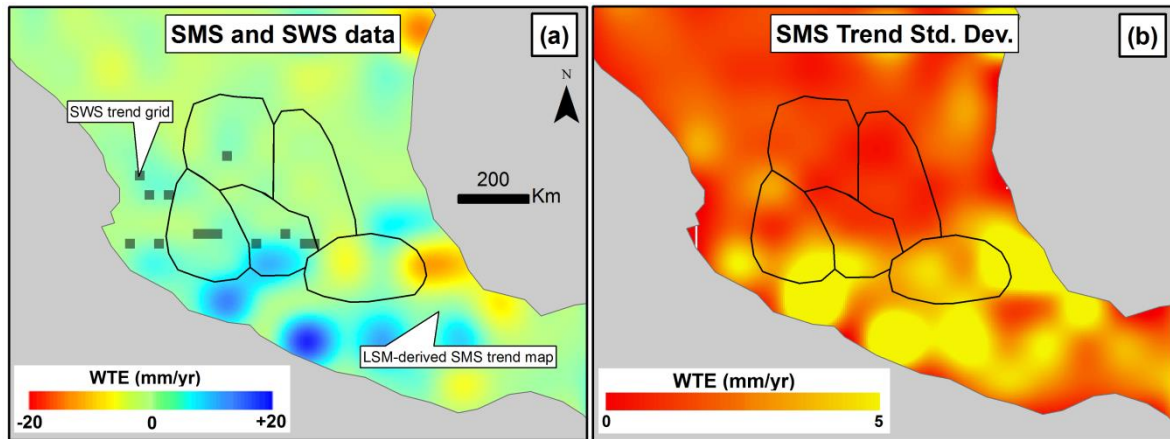 SMS and SWS data
(a)
SWS trend grid
N
200
Km
LSM-derived SMS trend map
WTE (mm/yr)
-20
0
+20
SMS Trend Std. Dev.
(b)
WTE (mm/yr)
0
5